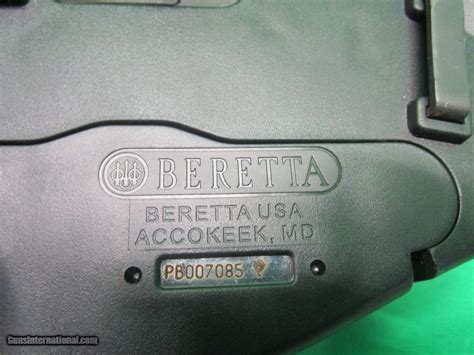 BERETTA
BERETTA USA
ACCOKEEK, MD
PB007085 P
GunsInternational.com